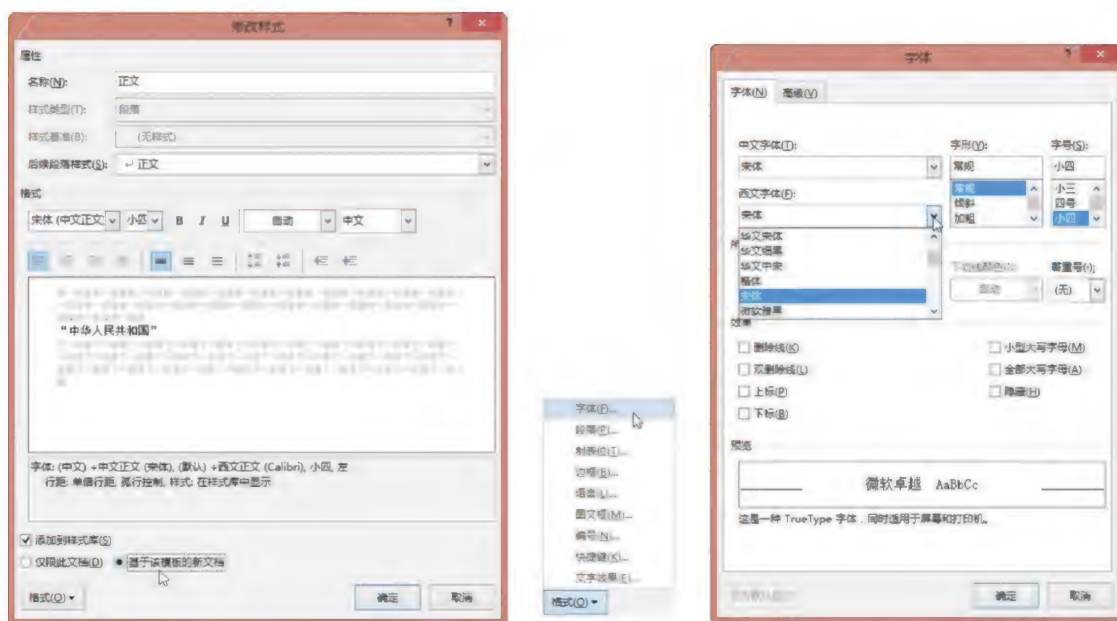 修改样式
属性
名称(N): 正文
样式类型(T): 段落
样式基准(B): (无样式)
后续段落样式(S): ↵ 正文
格式
宋体 (中文正文 小四 B I U 自动 中文
“中华人民共和国”
字体: (中文) +中文正文 (宋体), (默认) +西文正文 (Calibri), 小四, 左
行距: 单倍行距, 孤行控制, 样式: 在样式库中显示
添加到样式库(S)
仅限此文档(D) 基于该模板的新文档
格式(O) 确定 取消
字体(F)...
段落(P)...
制表位(T)...
边框(B)...
语言(L)...
图文框(M)...
编号(N)...
快捷键(K)...
文字效果(E)...
格式(O)
字体
字体(N) 高级(V)
中文字体(T): 字形(Y): 字号(S):
宋体 常规 小四
常规 小三
西文字体(F): 倾斜 四号
宋体 加粗 小四
华文宋体
华文细黑
华文中宋
楷体
宋体
微软雅黑
着重号(·):
自动 (无)
效果
删除线(K) 小型大写字母(M)
双删除线(L) 全部大写字母(A)
上标(P) 隐藏(H)
下标(B)
预览
微软卓越 AaBbCc
这是一种 TrueType 字体，同时适用于屏幕和打印机。
确定 取消